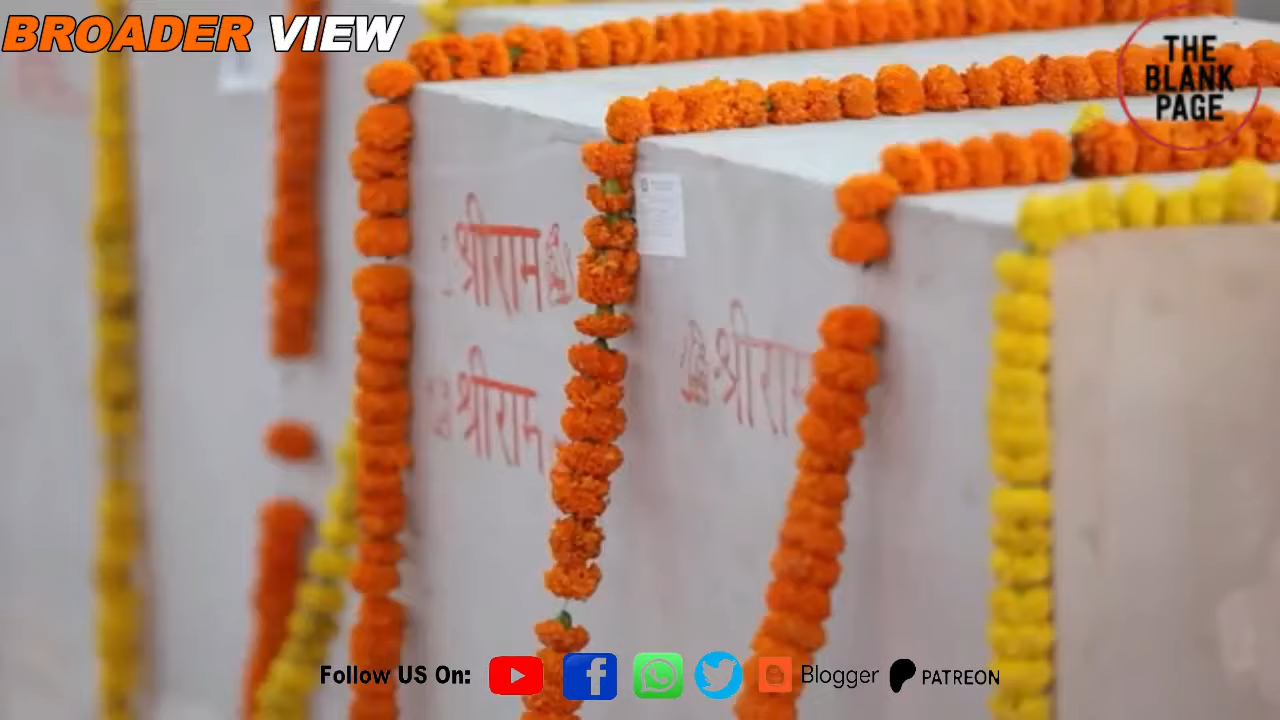 BROADER VIEW
THE
BLANK
PAGE
श्रीराम
श्रीराम
श्रीराम
Follow US On:
Blogger
PATREON